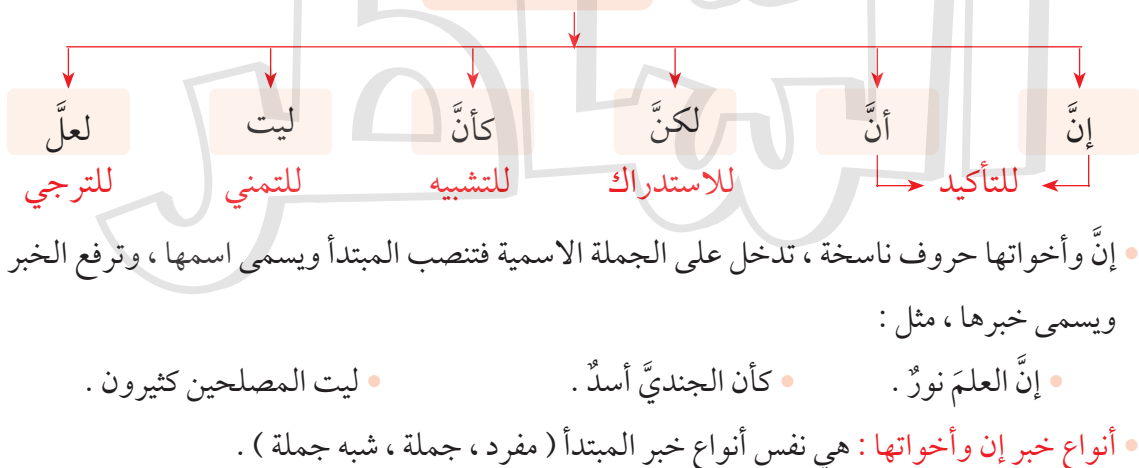 إنَّ أنَّ لكنَّ كأنَّ ليت لعلَّ
للتأكيد للاستدراك للتشبيه للتمني للترجي
• إنَّ وأخواتها حروف ناسخة ، تدخل على الجملة الاسمية فتنصب المبتدأ ويسمى اسمها ، وترفع الخبر
ويسمى خبرها ، مثل :
• إنَّ العلمَ نورٌ . • كأن الجنديَّ أسدٌ . • ليت المصلحين كثيرون .
• أنواع خبر إن وأخواتها : هي نفس أنواع خبر المبتدأ ( مفرد ، جملة ، شبه جملة ) .